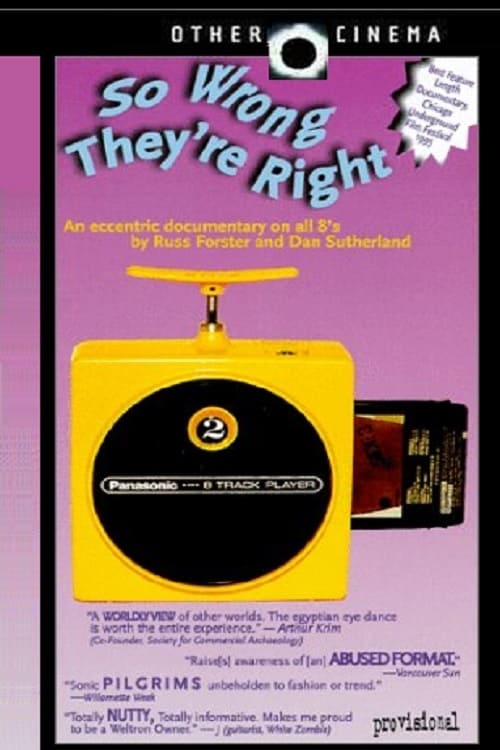 OTHER CINEMA
So Wrong
They're Right
Best Feature
Length
Documentary
Chicago
Underground
Film Festival
1995
An eccentric documentary on all 8's
by Russ Forster and Dan Sutherland
2
Panasonic 8 TRACK PLAYER
"A WORLDLY VIEW of other worlds. The egyptian eye dance
is worth the entire experience." — Arthur Krim
(Co-Founder, Society for Commercial Archaeology)
"Raise[s] awareness of [an] ABUSED FORMAT."
—Vancouver Sun
"Sonic PILGRIMS unbeholden to fashion or trend."
—Willamette Week
"Totally NUTTY, Totally informative. Makes me proud
to be a Weltron Owner." — J (guitarist, White Zombie)
provisional